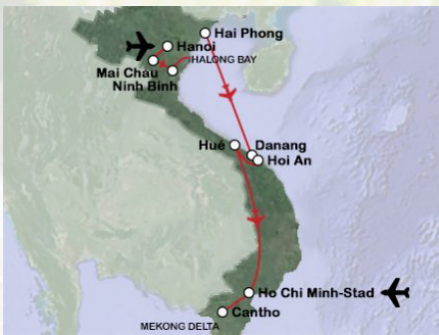 Hai Phong
Hanoi
HALONG BAY
Mai Chau
Ninh Binh
Hué
Danang
Hoi An
Ho Chi Minh-Stad
Cantho
MEKONG DELTA